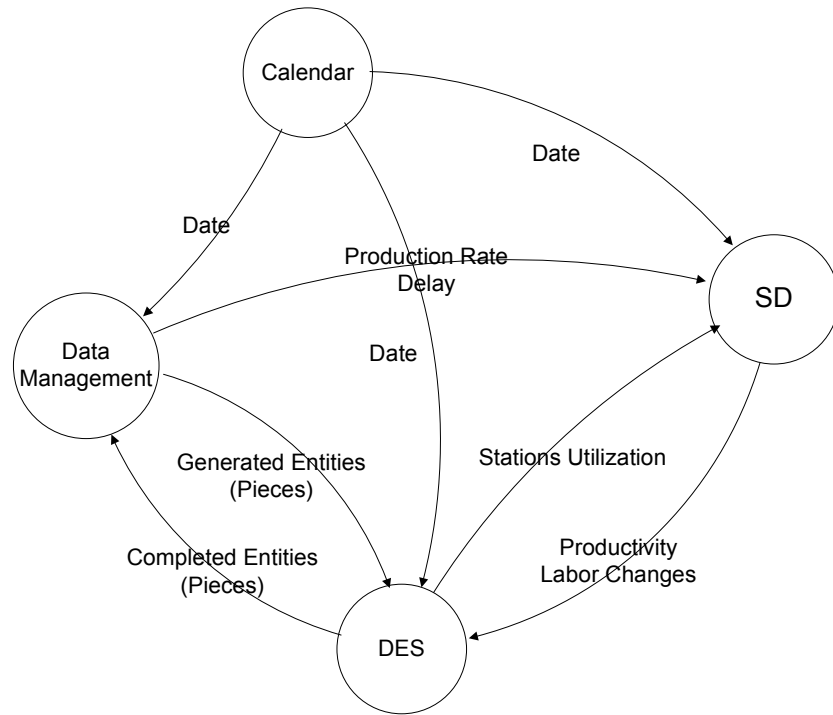 Calendar
Date
Date
Production Rate
Delay
SD
Data
Management
Date
Generated Entities
(Pieces)
Stations Utilization
Completed Entities
(Pieces)
Productivity
Labor Changes
DES